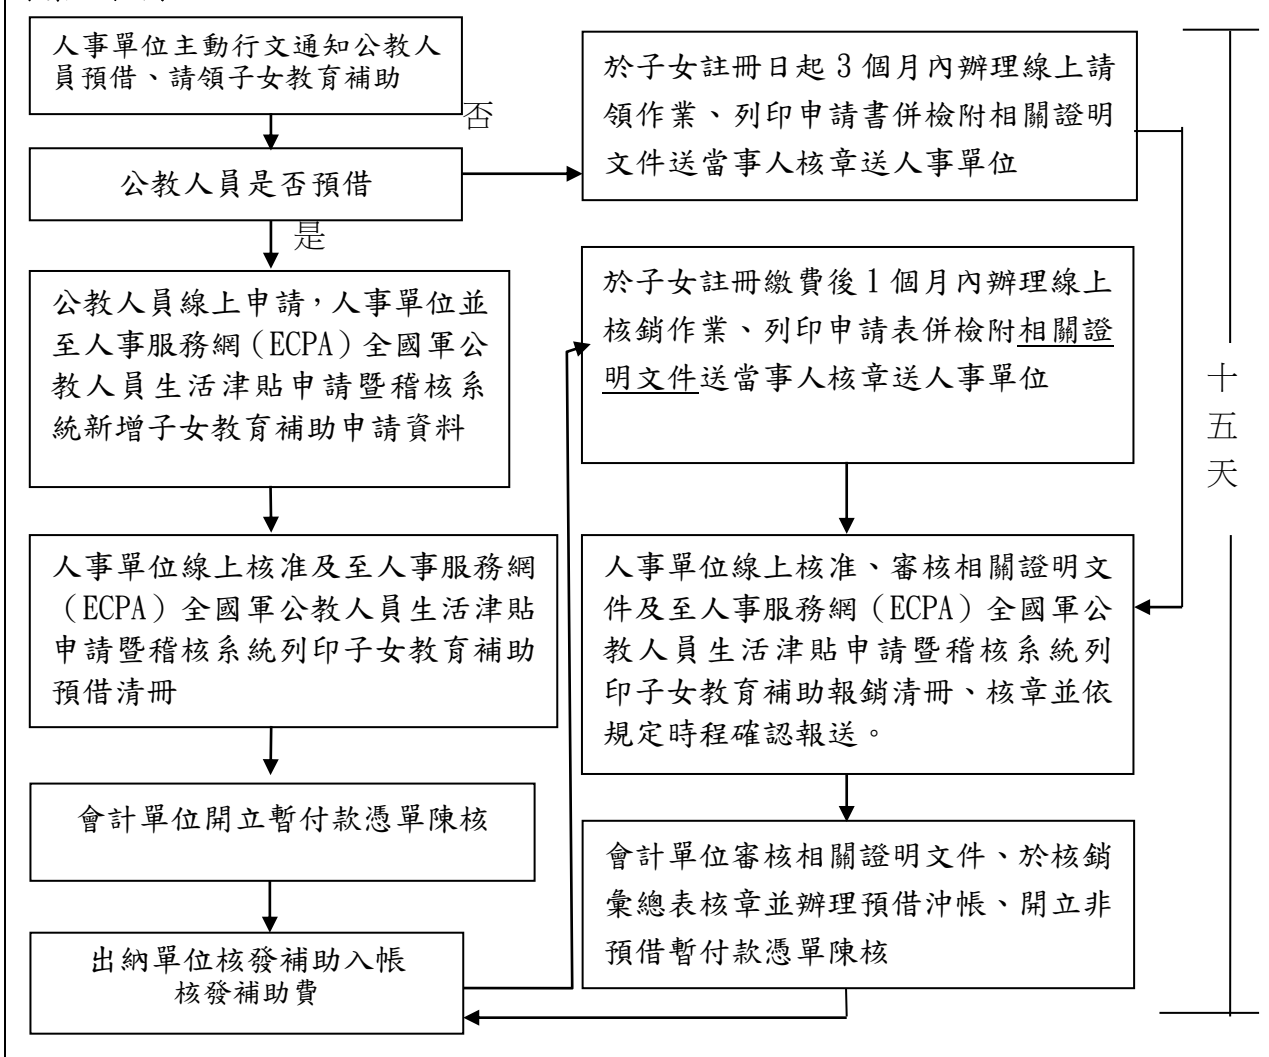 人事單位主動行文通知公教人
員預借、請領子女教育補助
否
公教人員是否預借
是
公教人員線上申請,人事單位並
至人事服務網(ECPA)全國軍公
教人員生活津貼申請暨稽核系
統新增子女教育補助申請資料
人事單位線上核准及至人事服務網
(ECPA)全國軍公教人員生活津貼
申請暨稽核系統列印子女教育補助
預借清冊
會計單位開立暫付款憑單陳核
出納單位核發補助入帳
核發補助費
於子女註冊日起 3 個月內辦理線上請
領作業、列印申請書併檢附相關證明
文件送當事人核章送人事單位
於子女註冊繳費後 1 個月內辦理線上
核銷作業、列印申請表併檢附相關證
明文件送當事人核章送人事單位
人事單位線上核准、審核相關證明文
件及至人事服務網(ECPA)全國軍公
教人員生活津貼申請暨稽核系統列
印子女教育補助報銷清冊、核章並依
規定時程確認報送。
會計單位審核相關證明文件、於核銷
彙總表核章並辦理預借沖帳、開立非
預借暫付款憑單陳核
十
五
天